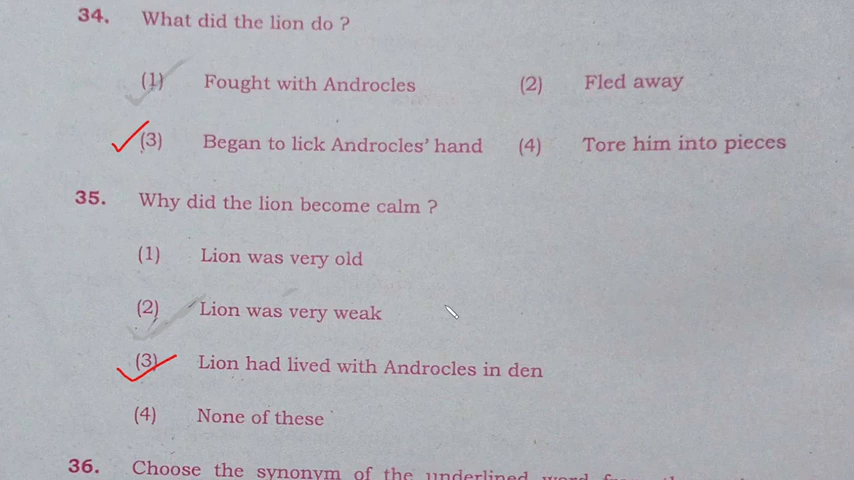 34. What did the lion do ?
(1) Fought with Androcles (2) Fled away
(3) Began to lick Androcles' hand (4) Tore him into pieces
35. Why did the lion become calm ?
(1) Lion was very old
(2) Lion was very weak
(3) Lion had lived with Androcles in den
(4) None of these
36. Choose the synonym of the underlined word from the